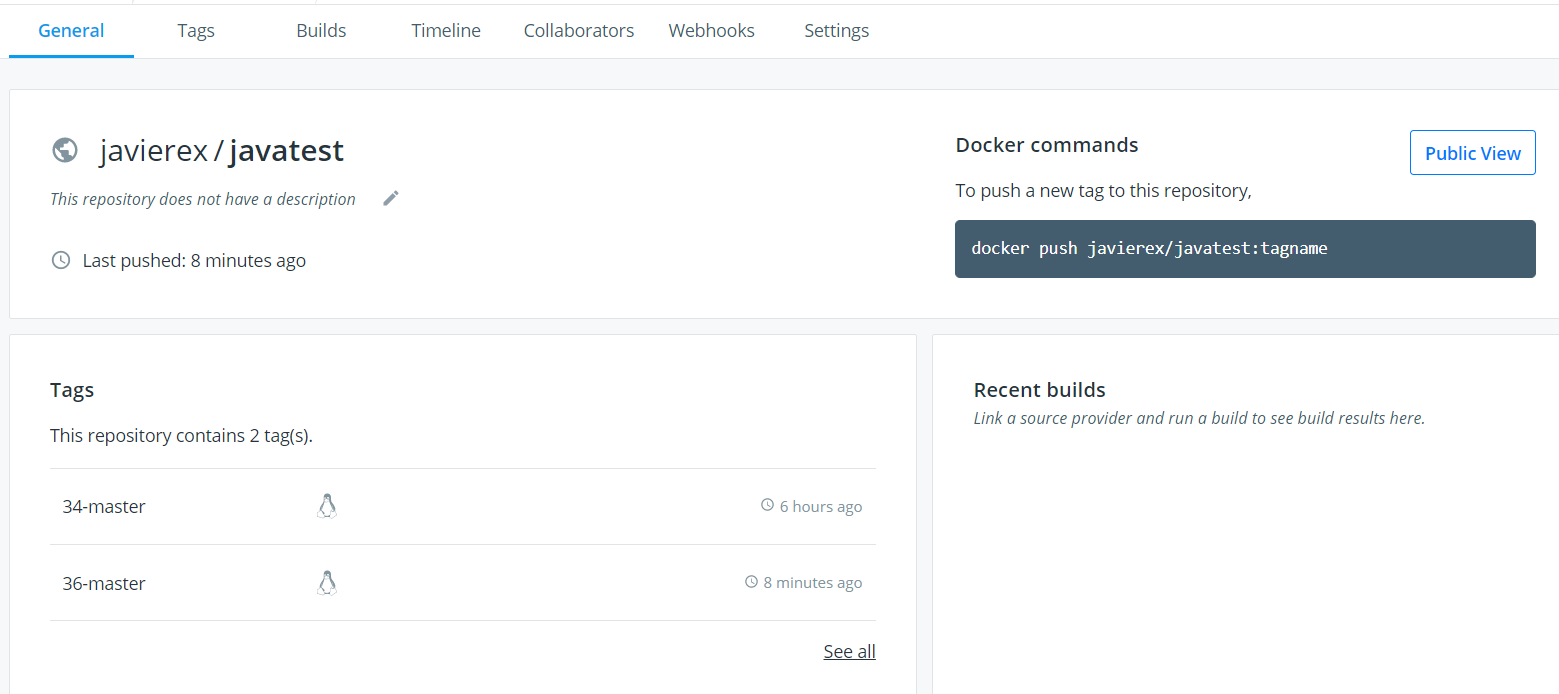 General Tags Builds Timeline Collaborators Webhooks Settings
javierex / javatest
This repository does not have a description
Last pushed: 8 minutes ago
Docker commands
Public View
To push a new tag to this repository,
docker push javierex/javatest:tagname
Tags
This repository contains 2 tag(s).
34-master 6 hours ago
36-master 8 minutes ago
See all
Recent builds
Link a source provider and run a build to see build results here.